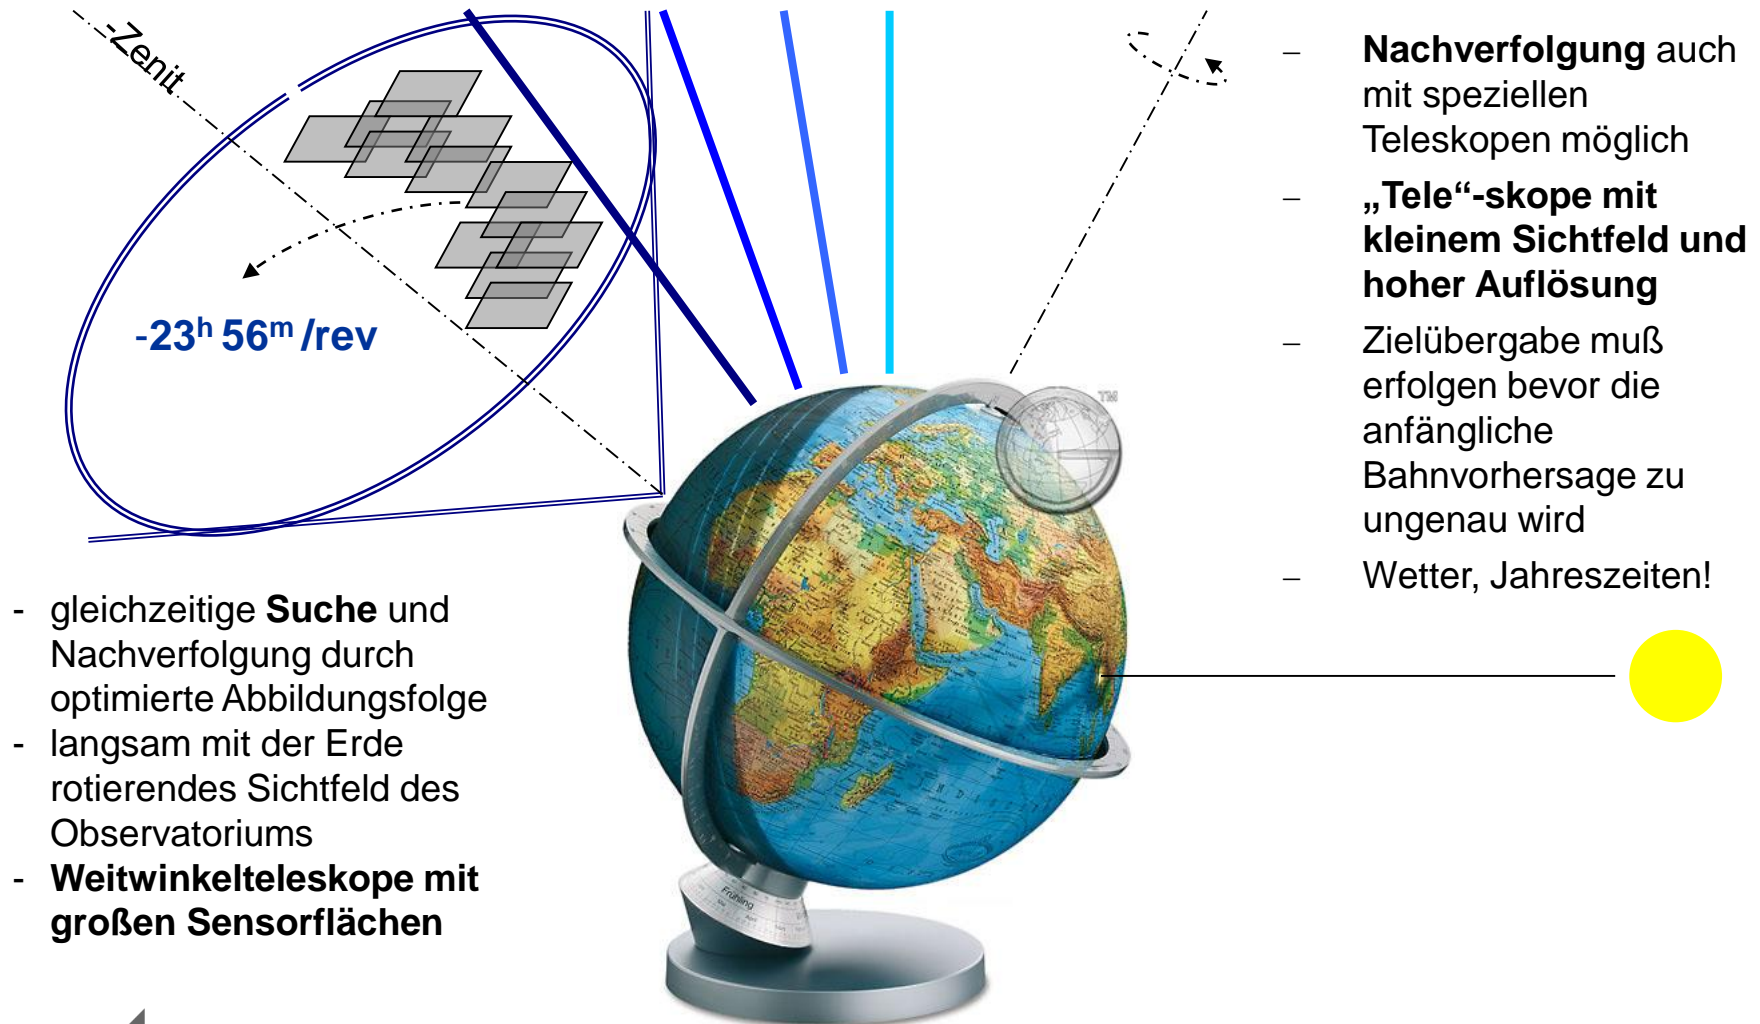 -Zenit
-23h 56m /rev
- gleichzeitige Suche und
Nachverfolgung durch
optimierte Abbildungsfolge
- langsam mit der Erde
rotierendes Sichtfeld des
Observatoriums
- Weitwinkelteleskope mit
großen Sensorflächen
TM
Frühling
– Nachverfolgung auch
mit speziellen
Teleskopen möglich
– „Tele“-skope mit
kleinem Sichtfeld und
hoher Auflösung
– Zielübergabe muß
erfolgen bevor die
anfängliche
Bahnvorhersage zu
ungenau wird
– Wetter, Jahreszeiten!